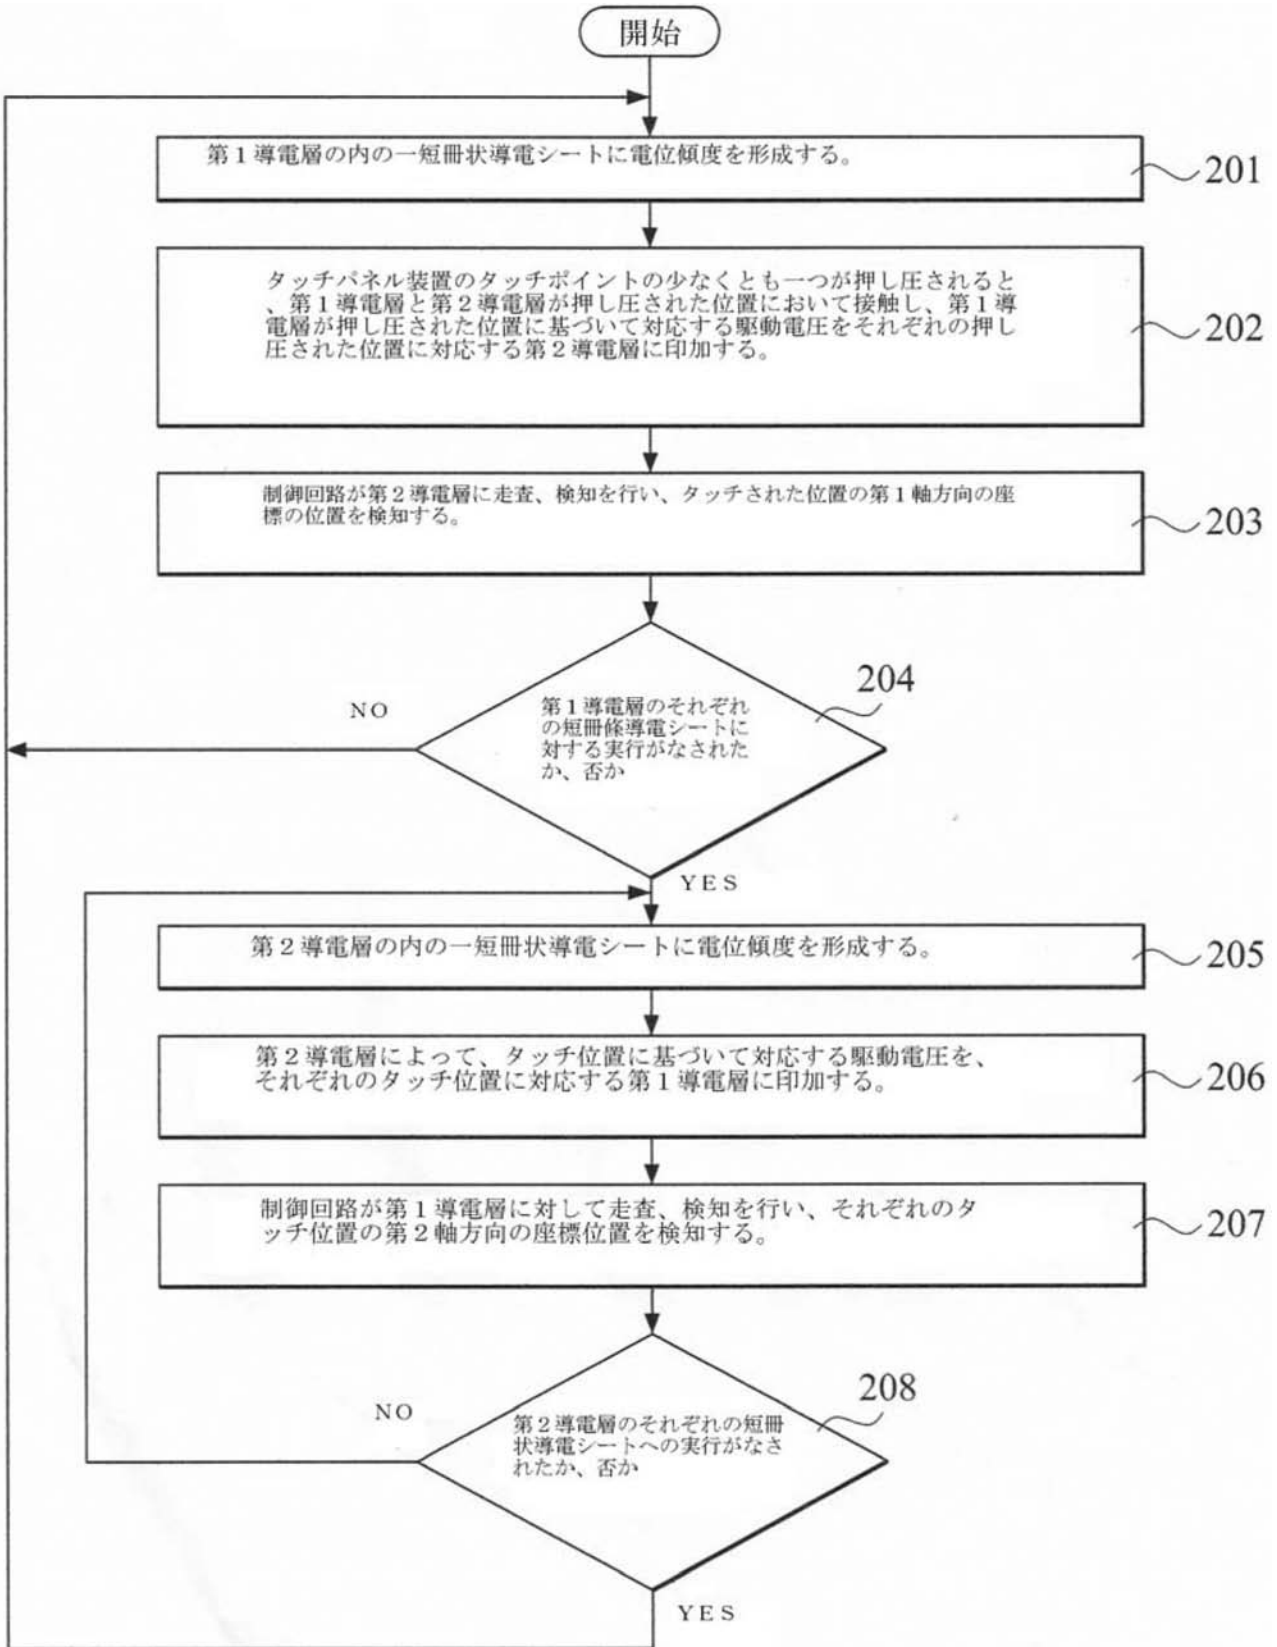 開始
第1導電層の内の一短冊状導電シートに電位傾度を形成する。
201
タッチパネル装置のタッチポイントの少なくとも一つが押し圧されると
、第1導電層と第2導電層が押し圧された位置において接触し、第1導
電層が押し圧された位置に基づいて対応する駆動電圧をそれぞれの押し
圧された位置に対応する第2導電層に印加する。
202
制御回路が第2導電層に走査、検知を行い、タッチされた位置の第1軸方向の座
標の位置を検知する。
203
204
NO
第1導電層のそれぞれ
の短冊條導電シートに
対する実行がなされた
か、否か
YES
第2導電層の内の一短冊状導電シートに電位傾度を形成する。
205
第2導電層によって、タッチ位置に基づいて対応する駆動電圧を、
それぞれのタッチ位置に対応する第1導電層に印加する。
206
制御回路が第1導電層に対して走査、検知を行い、それぞれのタ
ッチ位置の第2軸方向の座標位置を検知する。
207
208
NO
第2導電層のそれぞれの短冊
状導電シートへの実行がなさ
れたか、否か
YES